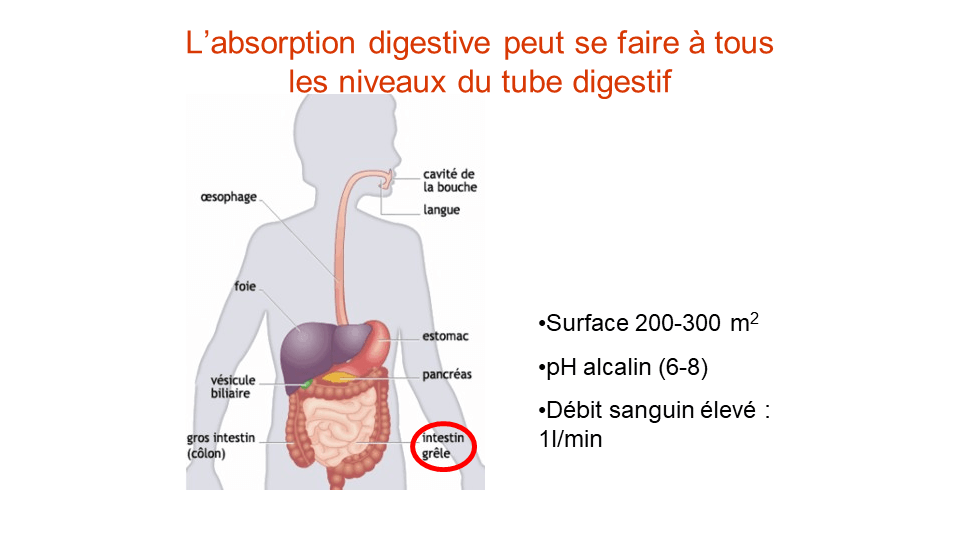 L’absorption digestive peut se faire à tous
les niveaux du tube digestif
cavité de
la bouche
œsophage
langue
foie
estomac
vésicule
biliaire
pancréas
gros intestin
(côlon)
intestin
grêle
•Surface 200-300 m²
•pH alcalin (6-8)
•Débit sanguin élevé :
1l/min